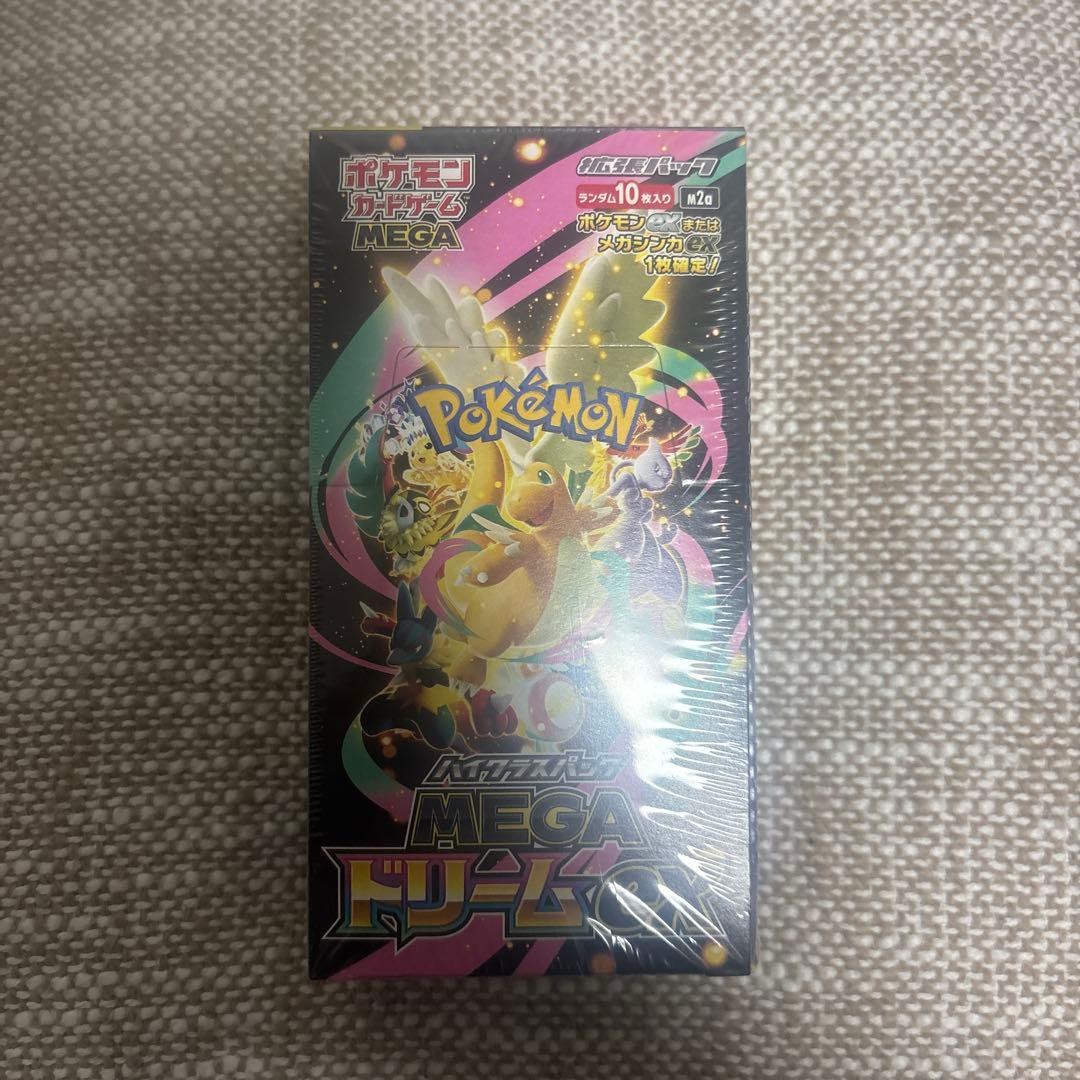 ポケモン
カードゲーム
MEGA
拡張パック
ランダム10枚入り
M2a
ポケモンexまたは
メガシンカex
1枚確定!
POKéMON
ハイクラスパック
MEGA
ドリームex